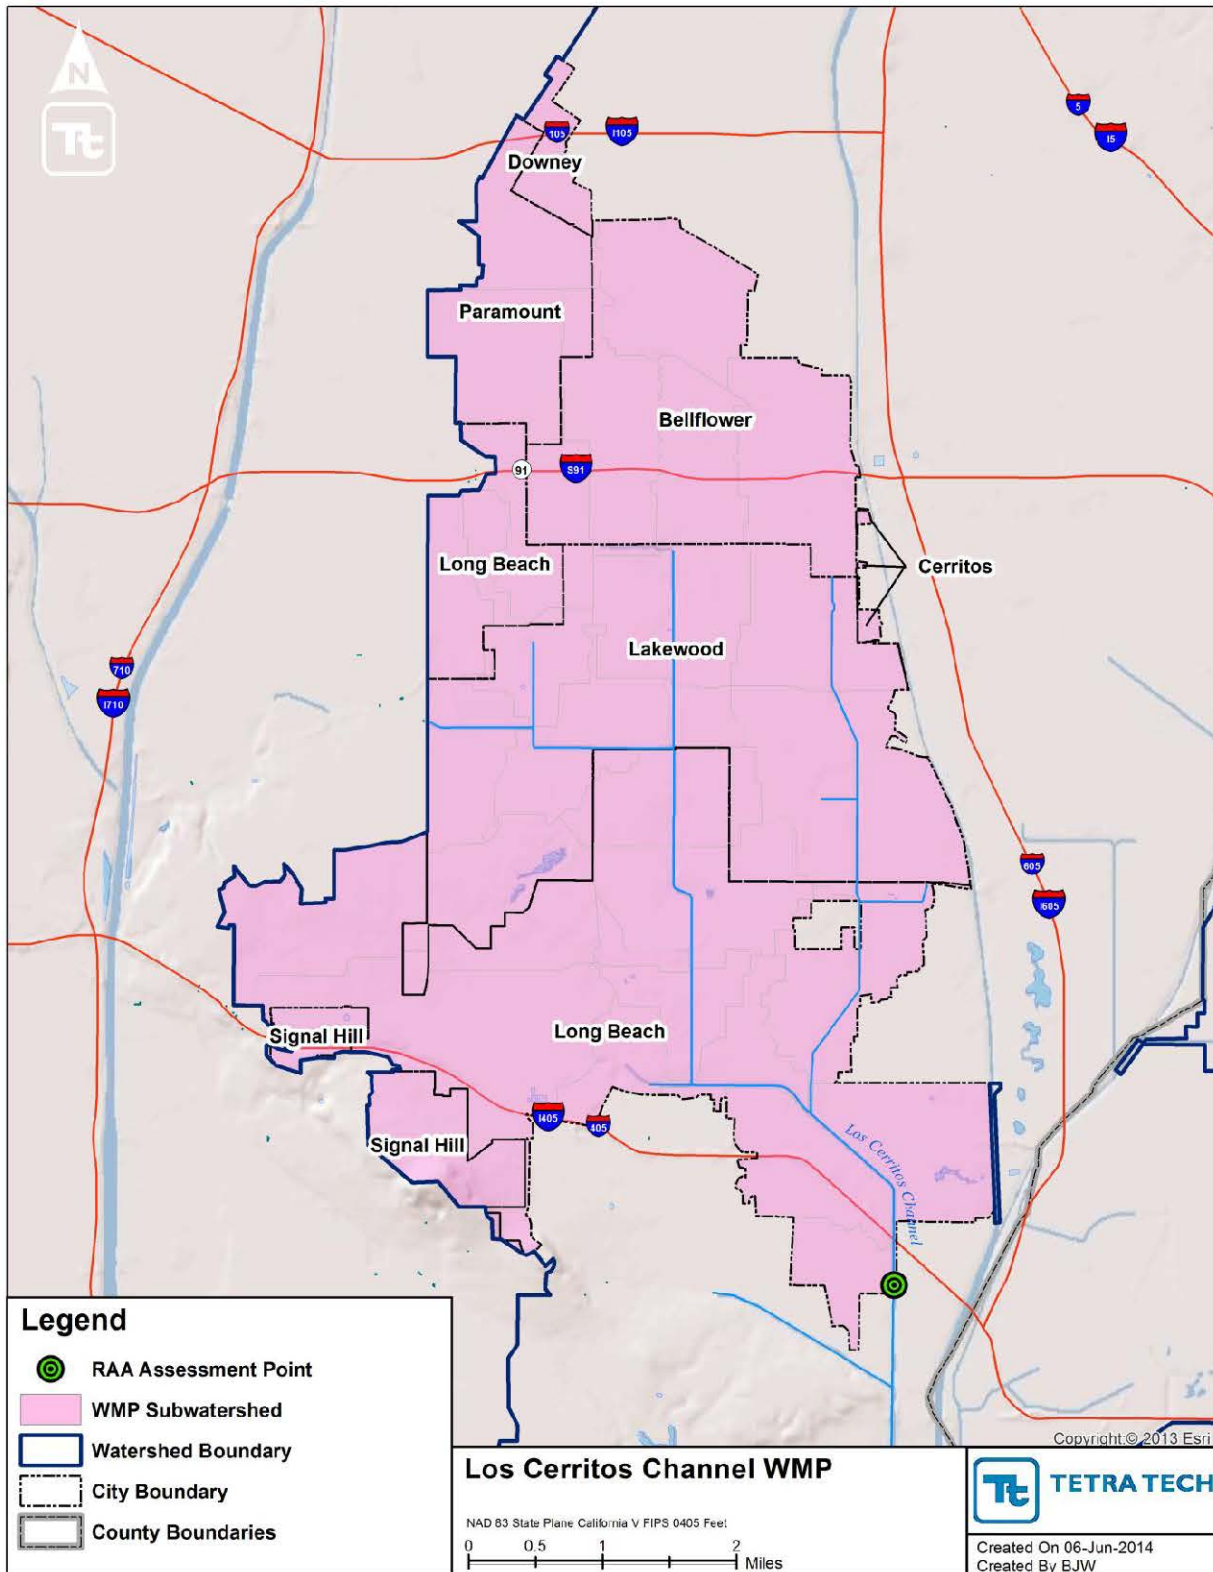 N
Tt
5
I5
105
I105
Downey
Paramount
Bellflower
91
S91
Long Beach
Cerritos
Lakewood
710
I710
605
I605
Signal Hill
Long Beach
I405
405
Signal Hill
Los Cerritos Channel
Legend
RAA Assessment Point
WMP Subwatershed
Watershed Boundary
City Boundary
County Boundaries
Copyright:© 2013 Esri
Los Cerritos Channel WMP
NAD 83 State Plane California V FIPS 0405 Feet
0 0.5 1 2
Miles
Tt TETRA TECH
Created On 06-Jun-2014
Created By BJW